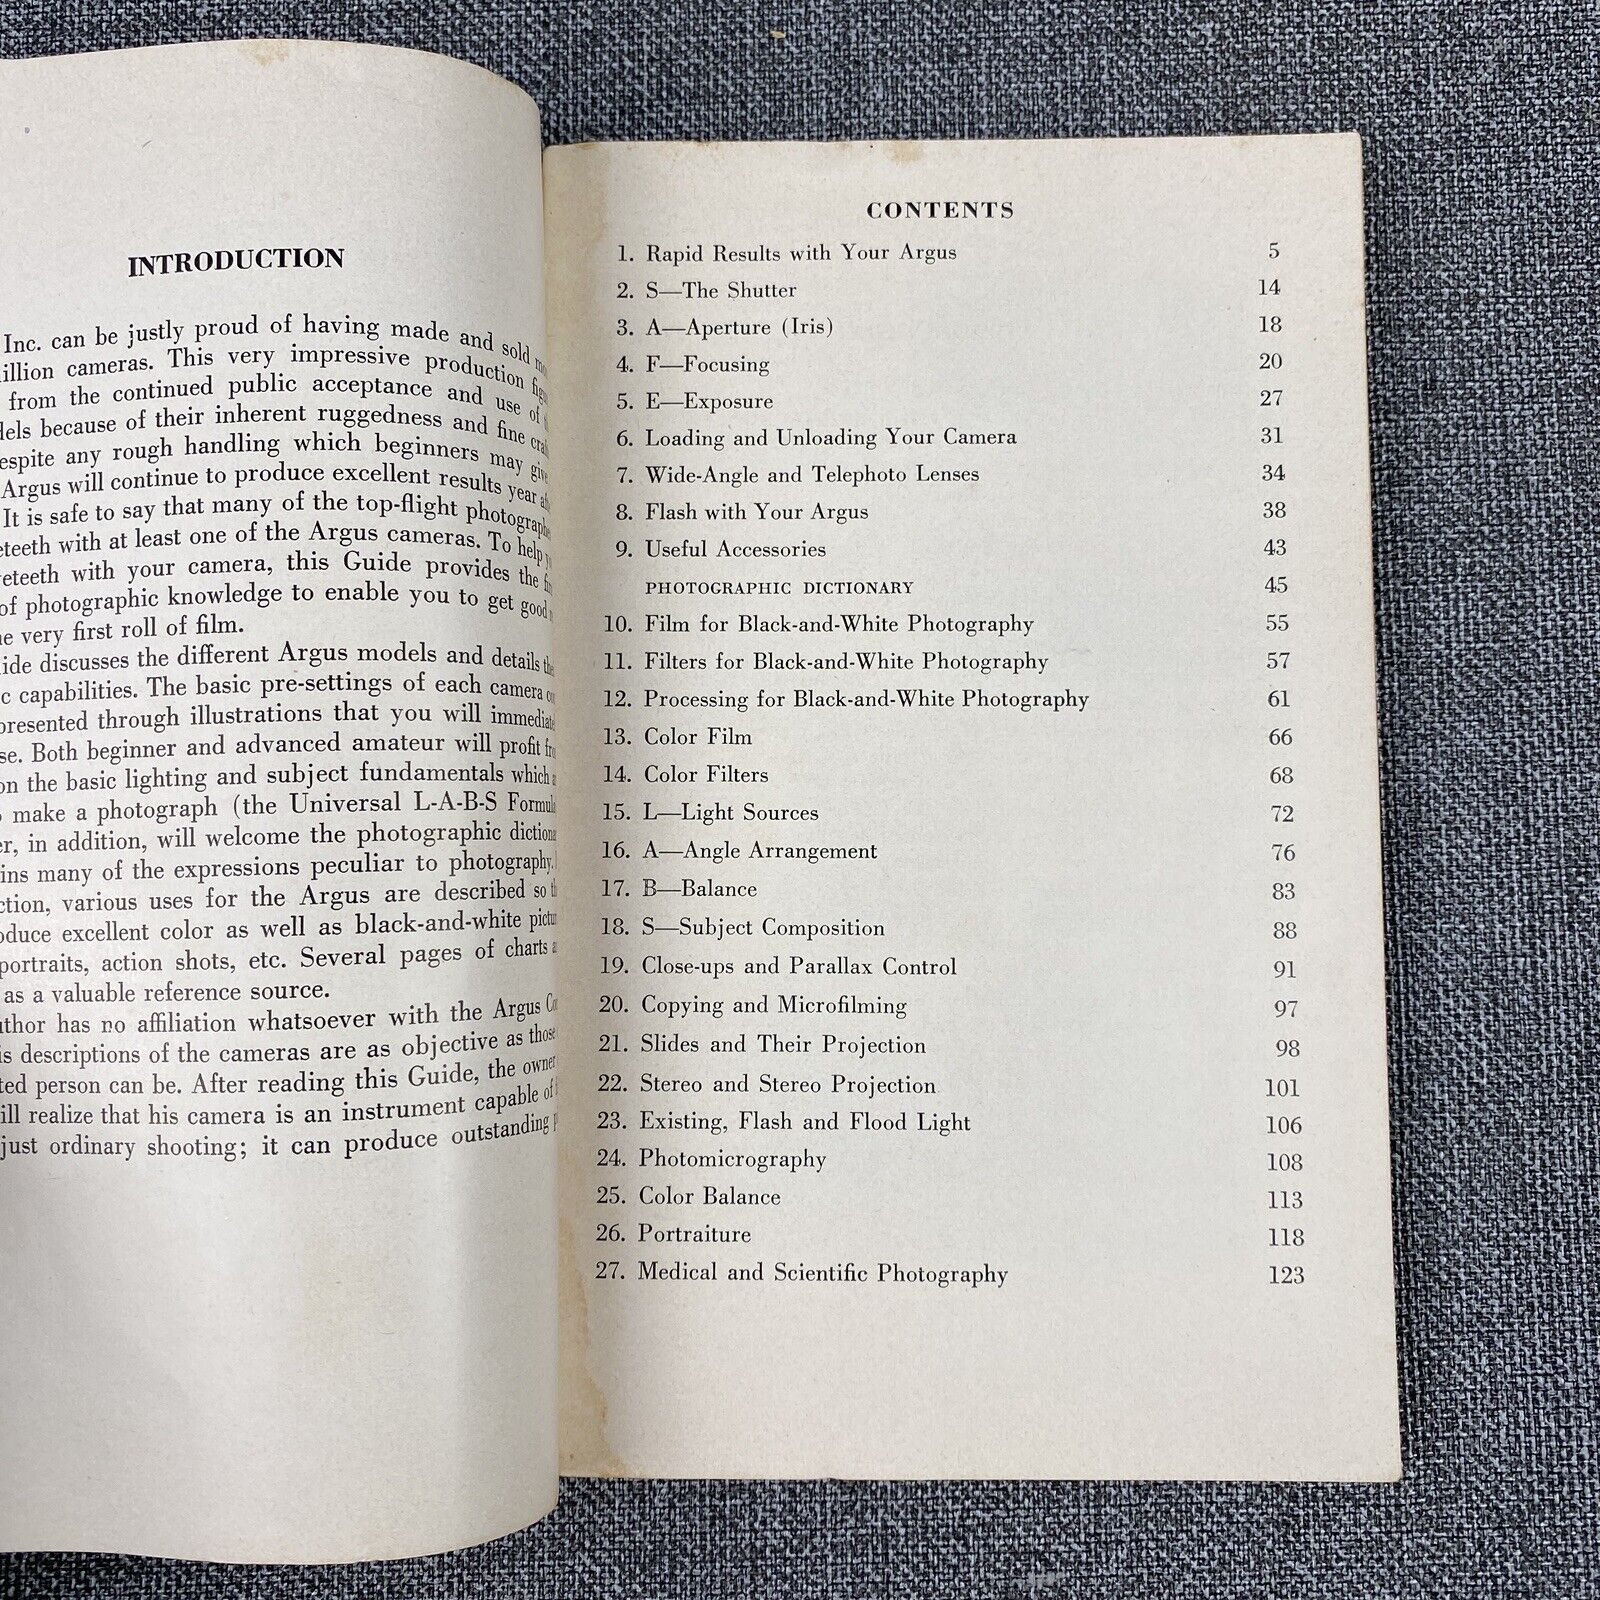 INTRODUCTION
Inc. can be justly proud of having made and sold
cameras. This very impressive production
from the continued public acceptance and use of
because of their inherent ruggedness and fine
any rough handling which beginners may give
Argus will continue to produce excellent results year
It is safe to say that many of the top-flight
with at least one of the Argus cameras. To help
with your camera, this Guide provides the
of photographic knowledge to enable you to get good
very first roll of film.
discusses the different Argus models and details
capabilities. The basic pre-settings of each camera
presented through illustrations that you will
Both beginner and advanced amateur will profit
on the basic lighting and subject fundamentals which
make a photograph (the Universal L-A-B-S
in addition, will welcome the photographic
many of the expressions peculiar to photography.
various uses for the Argus are described so
excellent color as well as black-and-white
portraits, action shots, etc. Several pages of charts
as a valuable reference source.
has no affiliation whatsoever with the Argus
descriptions of the cameras are as objective as those
person can be. After reading this Guide, the owner
realize that his camera is an instrument capable of
just ordinary shooting; it can produce outstanding
CONTENTS
1. Rapid Results with Your Argus 5
2. S—The Shutter 14
3. A—Aperture (Iris) 18
4. F—Focusing 20
5. E—Exposure 27
6. Loading and Unloading Your Camera 31
7. Wide-Angle and Telephoto Lenses 34
8. Flash with Your Argus 38
9. Useful Accessories 43
PHOTOGRAPHIC DICTIONARY 45
10. Film for Black-and-White Photography 55
11. Filters for Black-and-White Photography 57
12. Processing for Black-and-White Photography 61
13. Color Film 66
14. Color Filters 68
15. L—Light Sources 72
16. A—Angle Arrangement 76
17. B—Balance 83
18. S—Subject Composition 88
19. Close-ups and Parallax Control 91
20. Copying and Microfilming 97
21. Slides and Their Projection 98
22. Stereo and Stereo Projection 101
23. Existing, Flash and Flood Light 106
24. Photomicrography 108
25. Color Balance 113
26. Portraiture 118
27. Medical and Scientific Photography 123